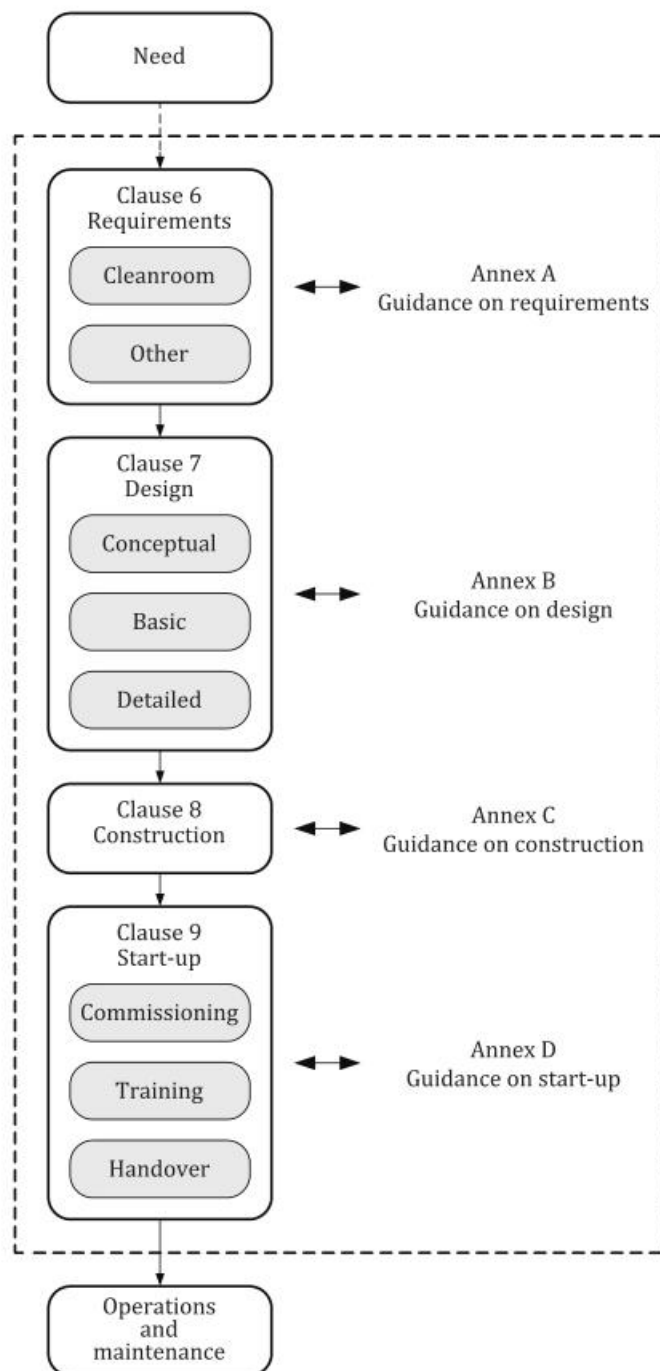 Need
Clause 6
Requirements
Cleanroom
Other
Annex A
Guidance on requirements
Clause 7
Design
Conceptual
Basic
Detailed
Annex B
Guidance on design
Clause 8
Construction
Annex C
Guidance on construction
Clause 9
Start-up
Commissioning
Training
Handover
Annex D
Guidance on start-up
Operations
and
maintenance